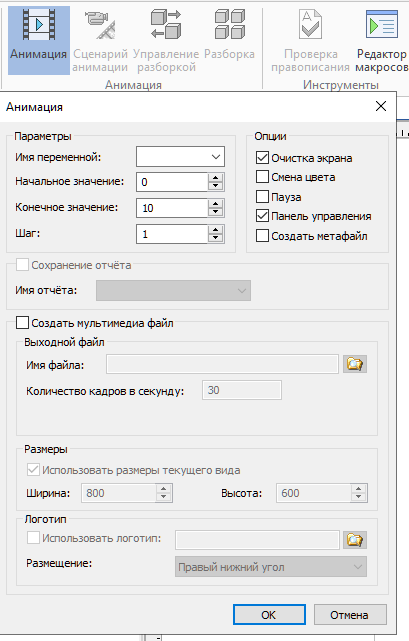 Анимация
Сценарий анимации
Управление разборкой
Разборка
Проверка правописания
Редактор макросов
Анимация
Инструменты
Анимация
Параметры
Имя переменной:
Начальное значение: 0
Конечное значение: 10
Шаг: 1
Опции
Очистка экрана
Смена цвета
Пауза
Панель управления
Создать метафайл
Сохранение отчёта
Имя отчёта:
Создать мультимедиа файл
Выходной файл
Имя файла:
Количество кадров в секунду: 30
Размеры
Использовать размеры текущего вида
Ширина: 800 Высота: 600
Логотип
Использовать логотип:
Размещение: Правый нижний угол
OK Отмена